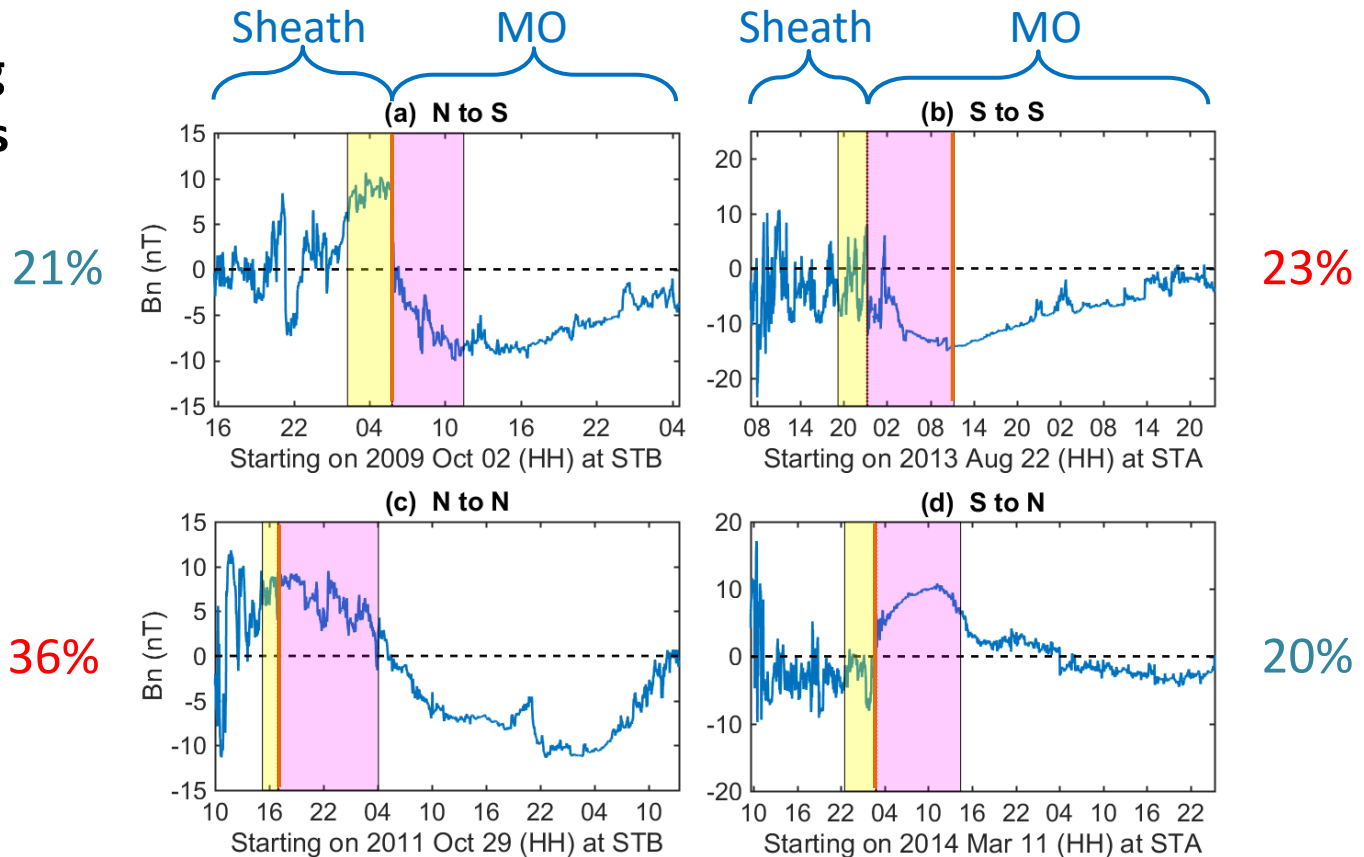 Sheath MO Sheath MO
g
s
(a) N to S
15
10
5
0
-5
-10
-15
Bn (nT)
16 22 04 10 16 22 04
Starting on 2009 Oct 02 (HH) at STB
21%
(b) S to S
20
10
0
-10
-20
08 14 20 02 08 14 20 02 08 14 20
Starting on 2013 Aug 22 (HH) at STA
23%
(c) N to N
15
10
5
0
-5
-10
-15
Bn (nT)
10 16 22 04 10 16 22 04 10
Starting on 2011 Oct 29 (HH) at STB
36%
(d) S to N
20
10
0
-10
-20
10 16 22 04 10 16 22 04 10 16 22
Starting on 2014 Mar 11 (HH) at STA
20%